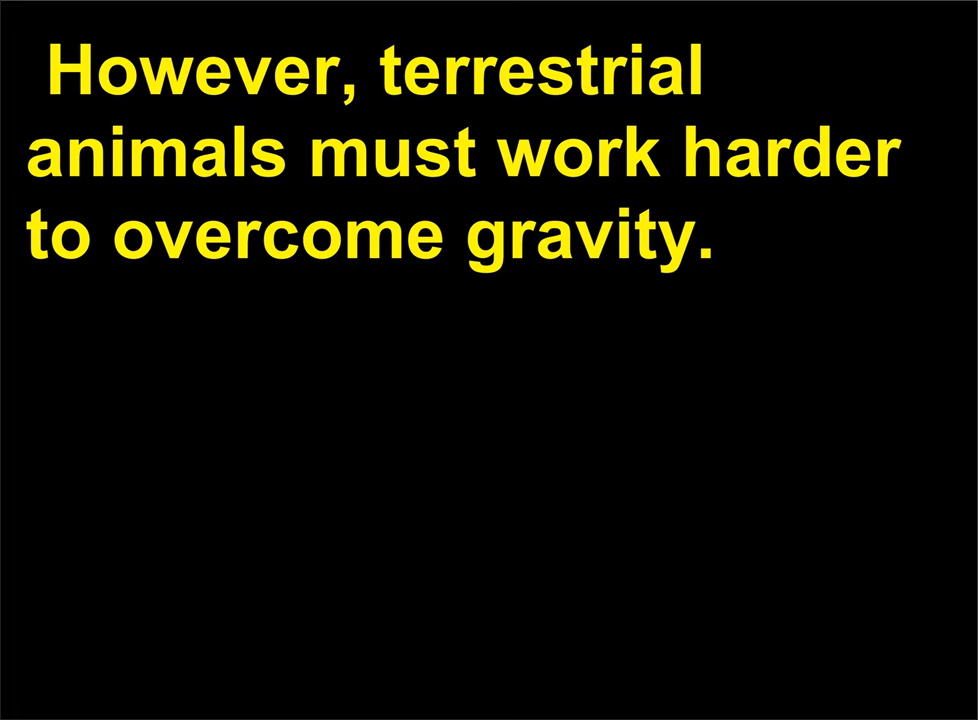 However, terrestrial
animals must work harder
to overcome gravity.